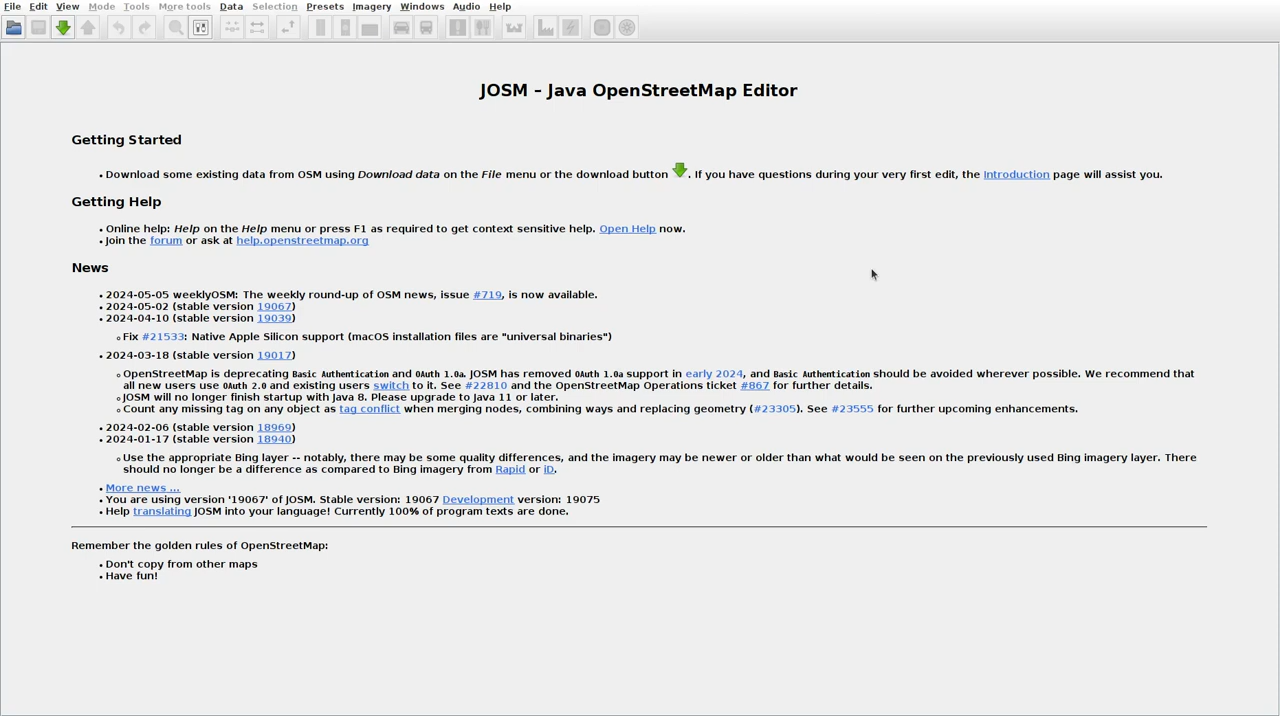 File Edit View Mode Tools More tools Data Selection Presets Imagery Windows Audio Help
JOSM – Java OpenStreetMap Editor
Getting Started
Download some existing data from OSM using Download data on the File menu or the download button . If you have questions during your very first edit, the Introduction page will assist you.
Getting Help
Online help: Help on the Help menu or press F1 as required to get context sensitive help. Open Help now.
Join the forum or ask at help.openstreetmap.org
News
2024-05-05 weeklyOSM: The weekly round-up of OSM news, issue #719, is now available.
2024-05-02 (stable version 19067)
2024-04-10 (stable version 19039)
Fix #21533: Native Apple Silicon support (macOS installation files are "universal binaries")
2024-03-18 (stable version 19017)
OpenStreetMap is deprecating Basic Authentication and OAuth 1.0a. JOSM has removed OAuth 1.0a support in early 2024, and Basic Authentication should be avoided wherever possible. We recommend that
all new users use OAuth 2.0 and existing users switch to it. See #22810 and the OpenStreetMap Operations ticket #867 for further details.
JOSM will no longer finish startup with Java 8. Please upgrade to Java 11 or later.
Count any missing tag on any object as tag conflict when merging nodes, combining ways and replacing geometry (#23305). See #23555 for further upcoming enhancements.
2024-02-06 (stable version 18969)
2024-01-17 (stable version 18940)
Use the appropriate Bing layer -- notably, there may be some quality differences, and the imagery may be newer or older than what would be seen on the previously used Bing imagery layer. There
should no longer be a difference as compared to Bing imagery from Rapid or iD.
More news ...
You are using version '19067' of JOSM. Stable version: 19067 Development version: 19075
Help translating JOSM into your language! Currently 100% of program texts are done.
Remember the golden rules of OpenStreetMap:
Don't copy from other maps
Have fun!